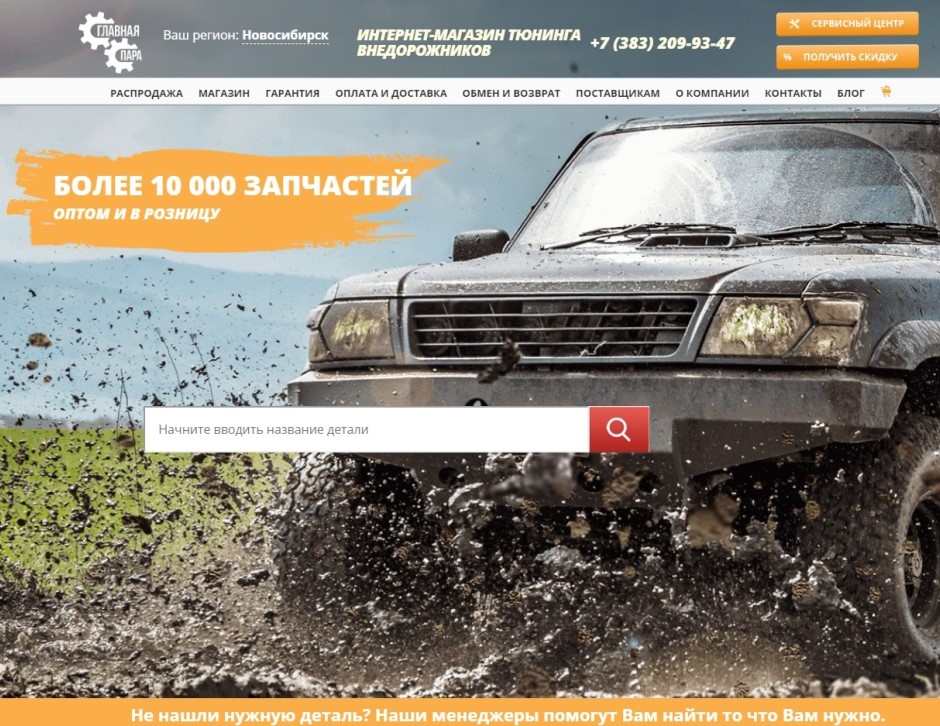 ГЛАВНАЯ
ПАРА
Ваш регион: Новосибирск
ИНТЕРНЕТ-МАГАЗИН ТЮНИНГА
ВНЕДОРОЖНИКОВ
+7 (383) 209-93-47
СЕРВИСНЫЙ ЦЕНТР
% ПОЛУЧИТЬ СКИДКУ
РАСПРОДАЖА МАГАЗИН ГАРАНТИЯ ОПЛАТА И ДОСТАВКА ОБМЕН И ВОЗВРАТ ПОСТАВЩИКАМ О КОМПАНИИ КОНТАКТЫ БЛОГ
БОЛЕЕ 10 000 ЗАПЧАСТЕЙ
ОПТОМ И В РОЗНИЦУ
Начните вводить название детали
Не нашли нужную деталь? Наши менеджеры помогут Вам найти то что Вам нужно.